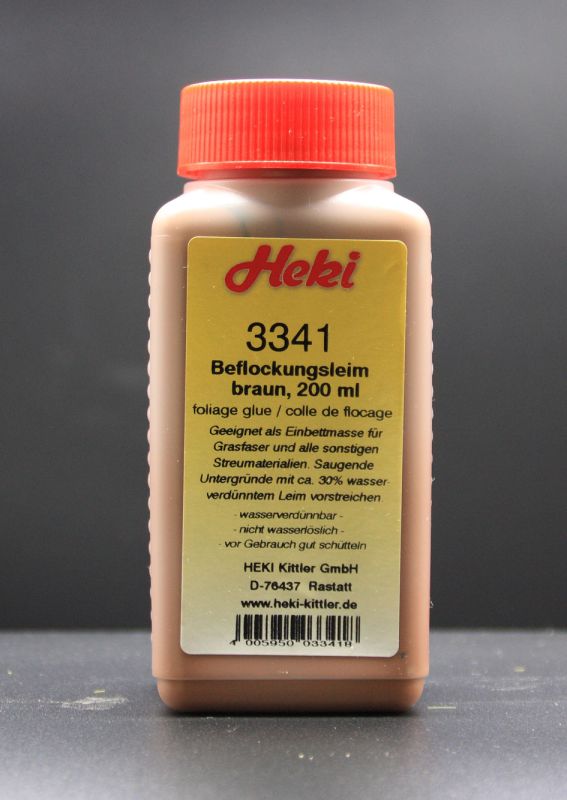 Heki
3341
Beflockungsleim
braun, 200 ml
foliage glue / colle de flocage
Geeignet als Einbettmasse für
Grasfaser und alle sonstigen
Streumaterialien. Saugende
Untergründe mit ca. 30% wasser-
verdünntem Leim vorstreichen
- wasserverdünnbar -
- nicht wasserlöslich -
- vor Gebrauch gut schütteln
HEKI Kittler GmbH
D-76437 Rastatt
www.heki-kittler.de
4 005950 033418